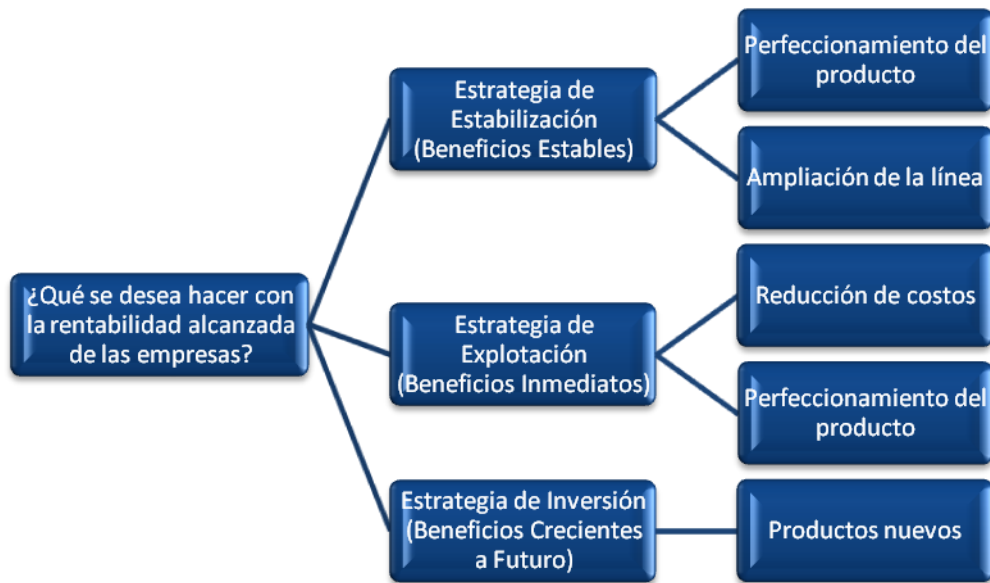 ¿Qué se desea hacer con
la rentabilidad alcanzada
de las empresas?
Estrategia de
Estabilización
(Beneficios Estables)
Perfeccionamiento del
producto
Ampliación de la línea
Estrategia de
Explotación
(Beneficios Inmediatos)
Reducción de costos
Perfeccionamiento del
producto
Estrategia de Inversión
(Beneficios Crecientes
a Futuro)
Productos nuevos